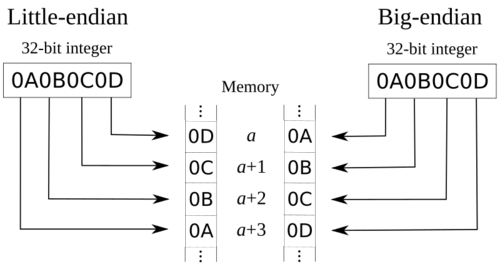 Little-endian
Big-endian
32-bit integer
32-bit integer
0A0B0C0D
0A0B0C0D
Memory
⋮ ⋮
0D a 0A
0C a+1 0B
0B a+2 0C
0A a+3 0D
⋮ ⋮